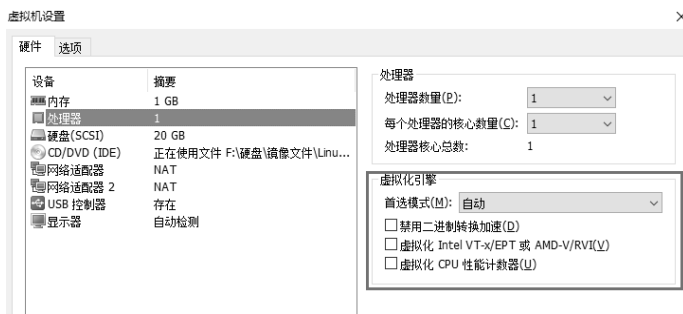 虚拟机设置
硬件 选项
设备 摘要
内存 1 GB
处理器 1
硬盘(SCSI) 20 GB
CD/DVD (IDE) 正在使用文件 F:\硬盘\镜像文件\Linu...
网络适配器 NAT
网络适配器 2 NAT
USB 控制器 存在
显示器 自动检测
处理器
处理器数量(P): 1
每个处理器的核心数量(C): 1
处理器核心总数: 1
虚拟化引擎
首选模式(M): 自动
禁用二进制转换加速(D)
虚拟化 Intel VT-x/EPT 或 AMD-V/RVI(V)
虚拟化 CPU 性能计数器(U)